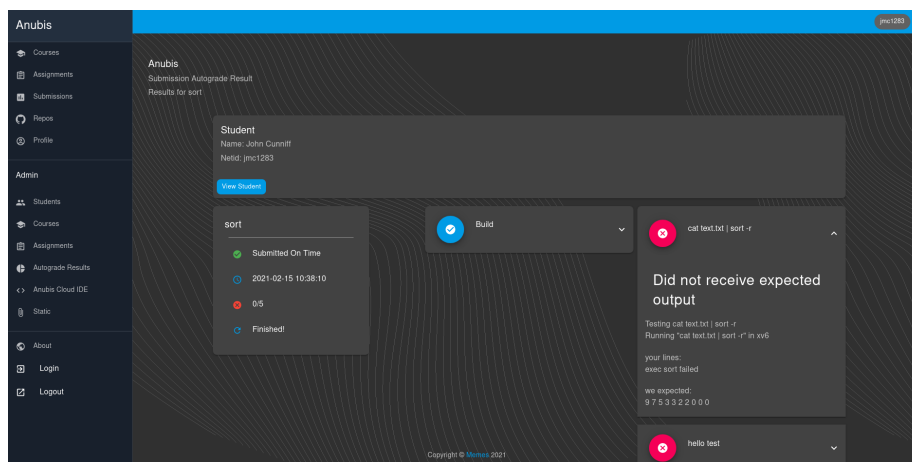 Anubis
jmc1283
Courses
Assignments
Submissions
Repos
Profile
Admin
Students
Courses
Assignments
Autograde Results
Anubis Cloud IDE
Static
About
Login
Logout
Anubis
Submission Autograde Result
Results for sort
Student
Name: John Cunniff
Netid: jmc1283
View Student
sort
Submitted On Time
2021-02-15 10:38:10
0/5
Finished!
Build
cat text.txt | sort -r
Did not receive expected
output
Testing cat text.txt | sort -r
Running "cat text.txt | sort -r" in xv6
your lines:
exec sort failed
we expected:
9 7 5 3 3 2 2 0 0 0
hello test
Copyright © Memes 2021